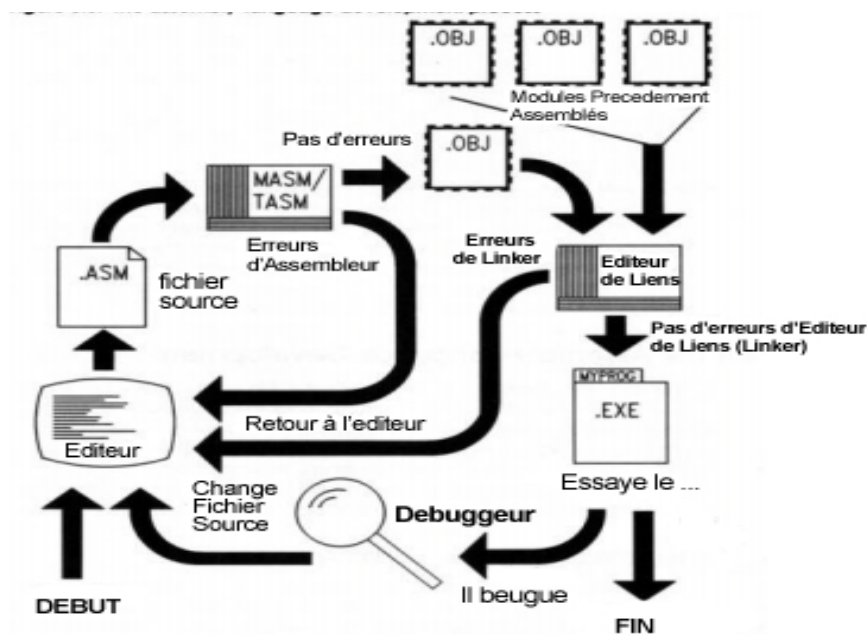 .OBJ
.OBJ
.OBJ
Modules Precedement
Assemblés
Pas d'erreurs
.OBJ
MASM/
TASM
Erreurs
d'Assembleur
Erreurs
de Linker
Editeur
de Liens
.ASM
fichier
source
Pas d'erreurs d'Editeur
de Liens (Linker)
MYPROG
.EXE
Editeur
Retour à l'editeur
Essaye le ...
Change
Fichier
Source
Debuggeur
Il beugue
DEBUT
FIN